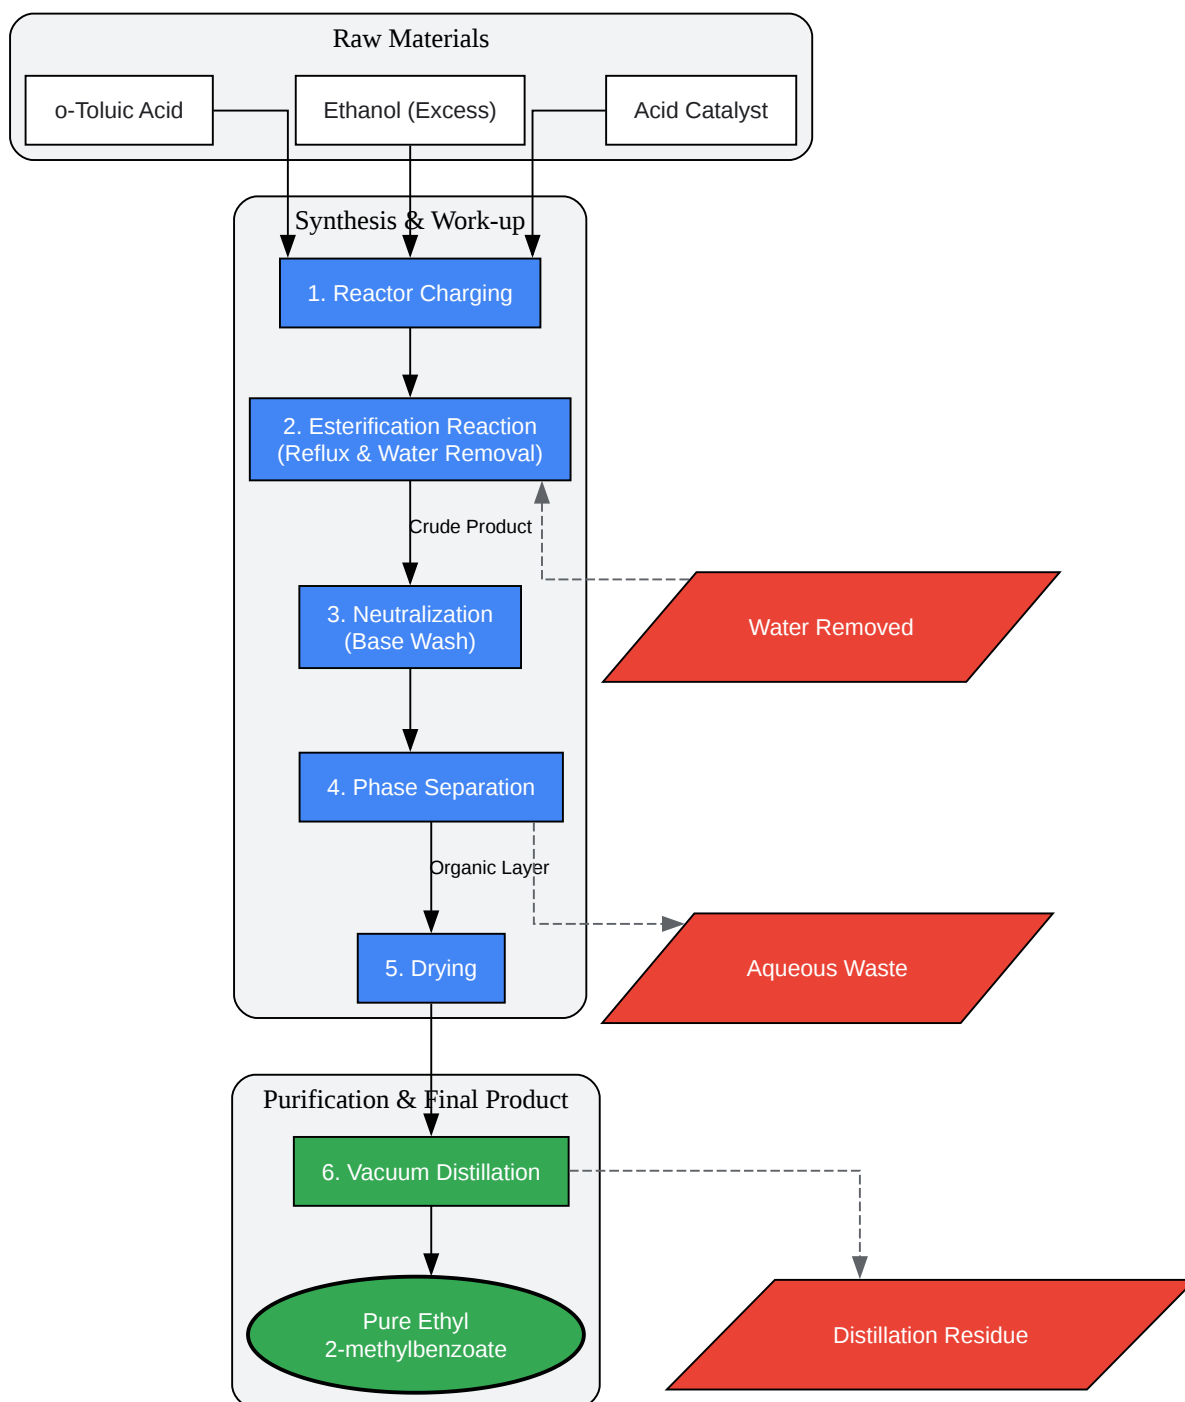 Raw Materials
o-Toluic Acid
Ethanol (Excess)
Acid Catalyst
Synthesis & Work-up
1. Reactor Charging
2. Esterification Reaction
(Reflux & Water Removal)
Crude Product
3. Neutralization
(Base Wash)
Water Removed
4. Phase Separation
Organic Layer
5. Drying
Aqueous Waste
Purification & Final Product
6. Vacuum Distillation
Pure Ethyl
2-methylbenzoate
Distillation Residue